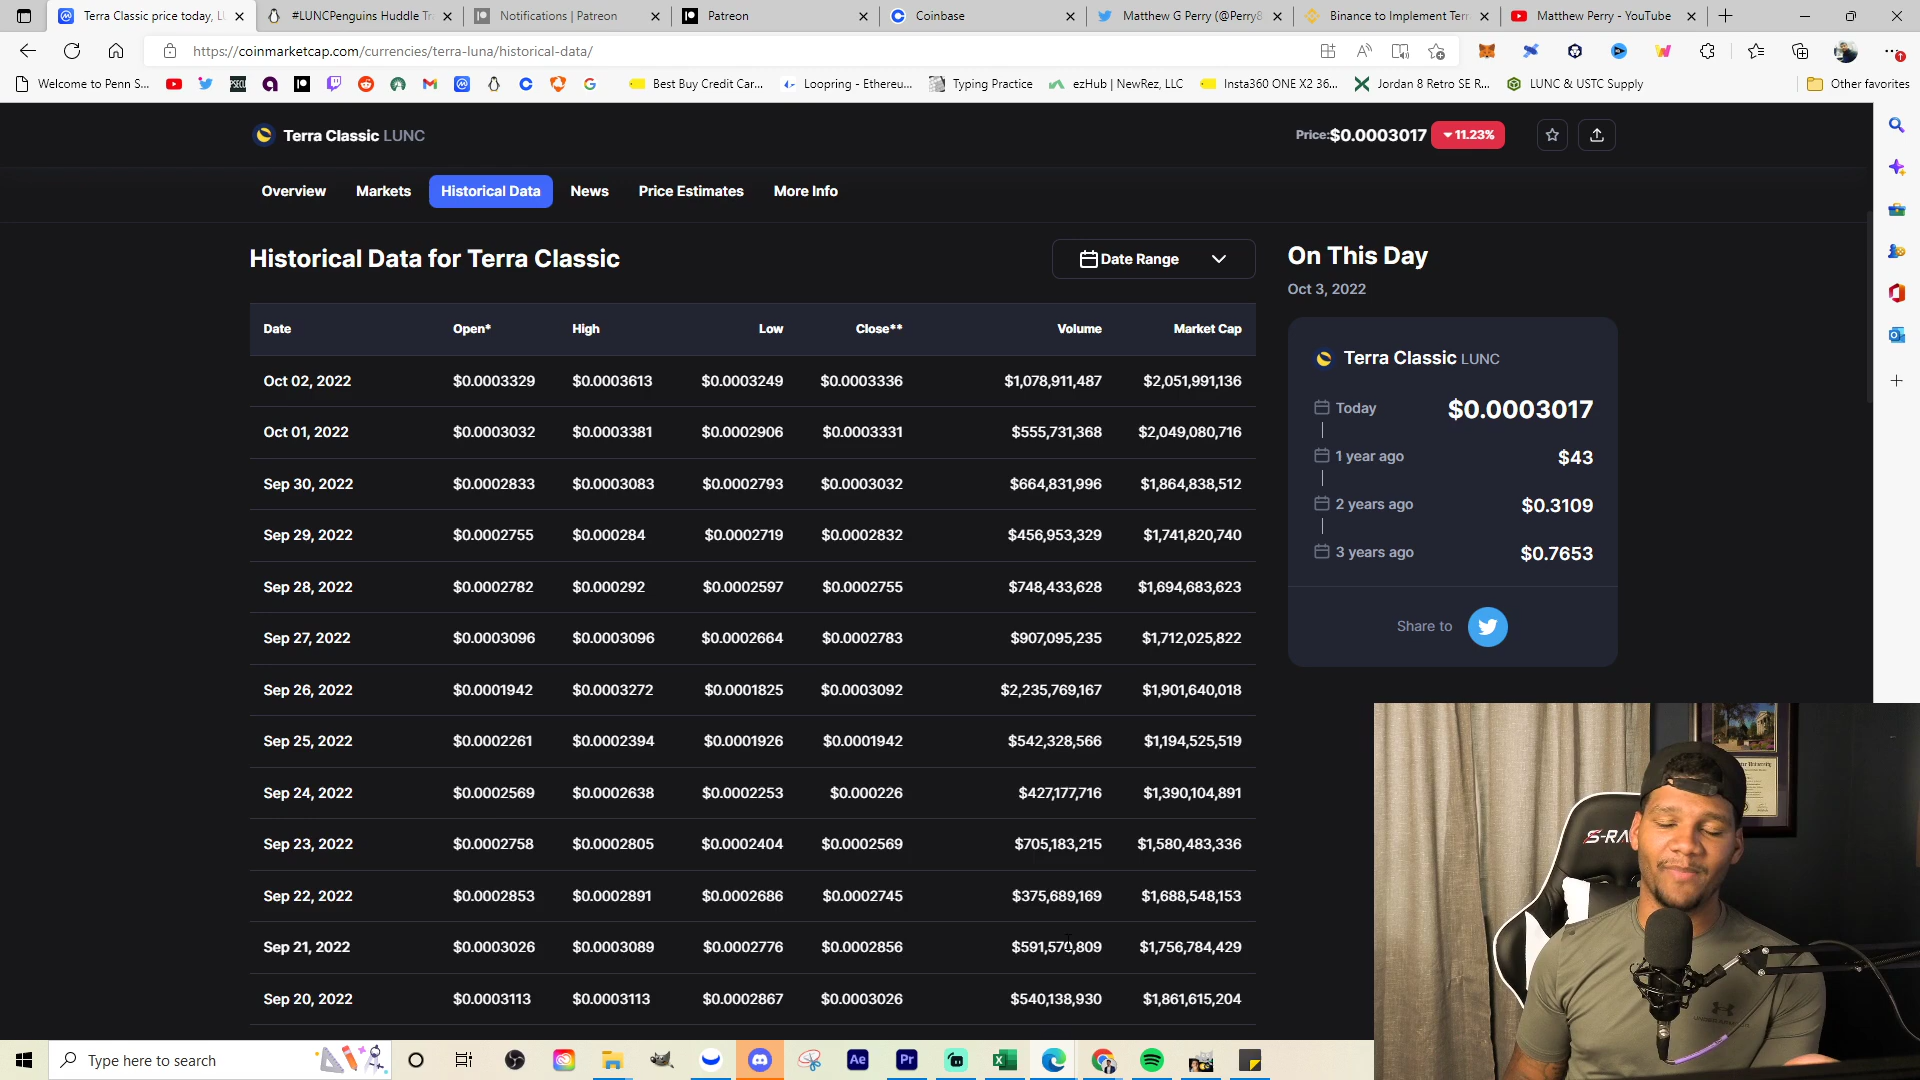 Terra Classic price today, L
#LUNCPenguins Huddle Tr
Notifications | Patreon
Patreon
Coinbase
Matthew G Perry (@Perry8
Binance to Implement Terr
Matthew Perry - YouTube
https://coinmarketcap.com/currencies/terra-luna/historical-data/
Welcome to Penn S...
Best Buy Credit Car...
Loopring - Ethereu...
Typing Practice
ezHub | NewRez, LLC
Insta360 ONE X2 36...
Jordan 8 Retro SE R...
LUNC & USTC Supply
Other favorites
Terra Classic LUNC
Price:$0.0003017
11.23%
Overview
Markets
Historical Data
News
Price Estimates
More Info
Historical Data for Terra Classic
Date Range
Date Open* High Low Close** Volume Market Cap
Oct 02, 2022 $0.0003329 $0.0003613 $0.0003249 $0.0003336 $1,078,911,487 $2,051,991,136
Oct 01, 2022 $0.0003032 $0.0003381 $0.0002906 $0.0003331 $555,731,368 $2,049,080,716
Sep 30, 2022 $0.0002833 $0.0003083 $0.0002793 $0.0003032 $664,831,996 $1,864,838,512
Sep 29, 2022 $0.0002755 $0.000284 $0.0002719 $0.0002832 $456,953,329 $1,741,820,740
Sep 28, 2022 $0.0002782 $0.000292 $0.0002597 $0.0002755 $748,433,628 $1,694,683,623
Sep 27, 2022 $0.0003096 $0.0003096 $0.0002664 $0.0002783 $907,095,235 $1,712,025,822
Sep 26, 2022 $0.0001942 $0.0003272 $0.0001825 $0.0003092 $2,235,769,167 $1,901,640,018
Sep 25, 2022 $0.0002261 $0.0002394 $0.0001926 $0.0001942 $542,328,566 $1,194,525,519
Sep 24, 2022 $0.0002569 $0.0002638 $0.0002253 $0.000226 $427,177,716 $1,390,104,891
Sep 23, 2022 $0.0002758 $0.0002805 $0.0002404 $0.0002569 $705,183,215 $1,580,483,336
Sep 22, 2022 $0.0002853 $0.0002891 $0.0002686 $0.0002745 $375,689,169 $1,688,548,153
Sep 21, 2022 $0.0003026 $0.0003089 $0.0002776 $0.0002856 $591,571,809 $1,756,784,429
Sep 20, 2022 $0.0003113 $0.0003113 $0.0002867 $0.0003026 $540,138,930 $1,861,615,204
On This Day
Oct 3, 2022
Terra Classic LUNC
Today $0.0003017
1 year ago $43
2 years ago $0.3109
3 years ago $0.7653
Share to
S-RA
Type here to search
Ae
Pr